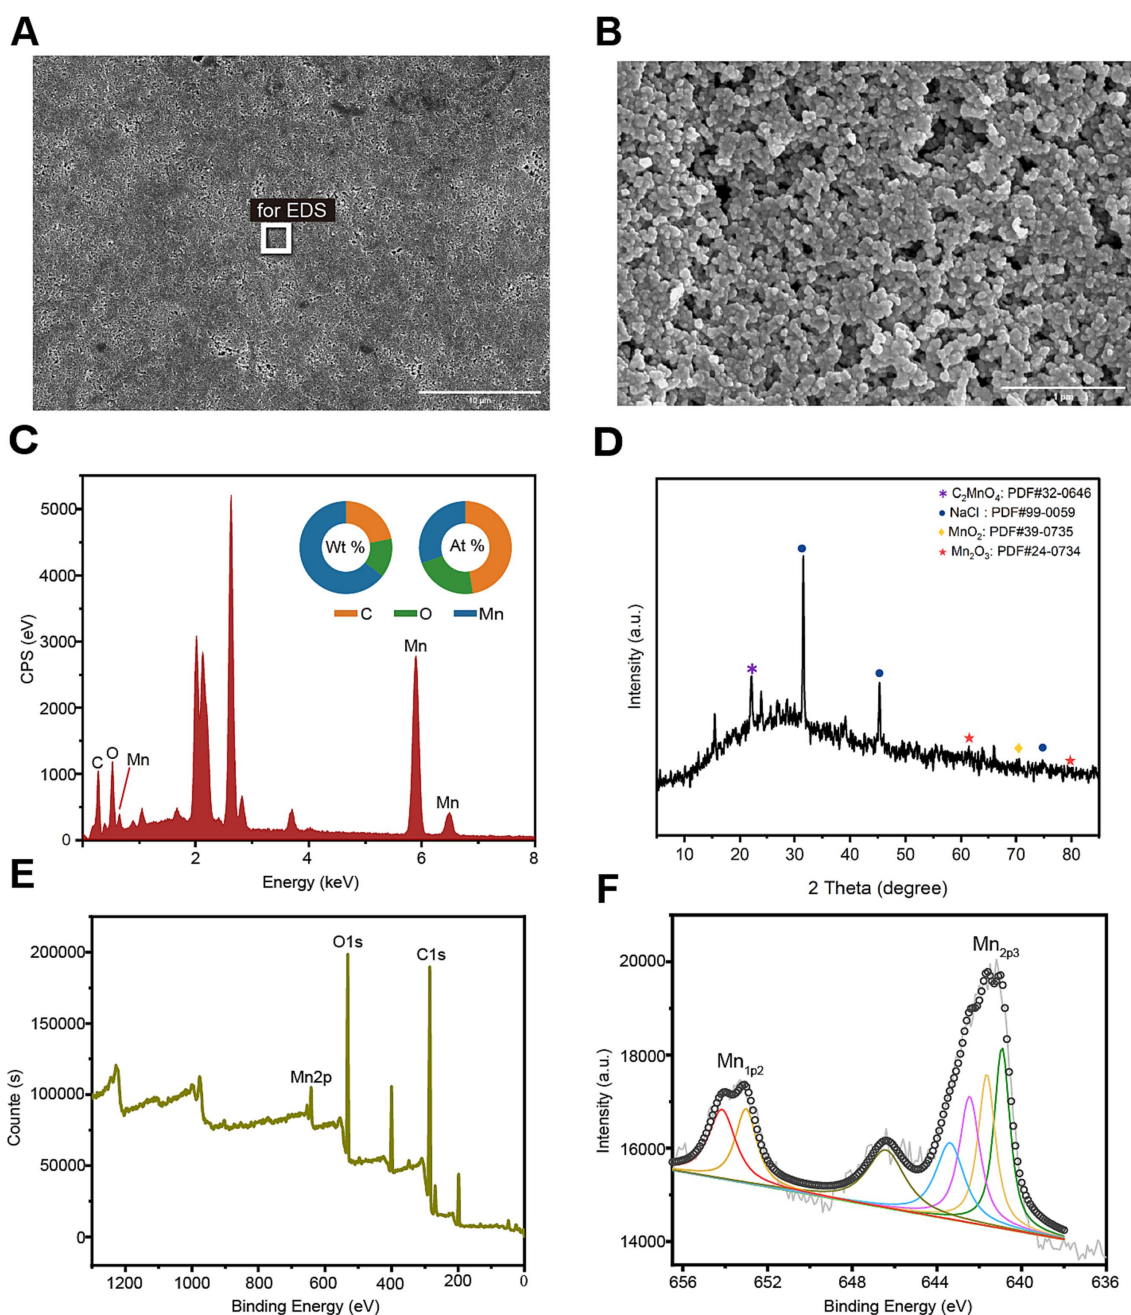 A
for EDS
10 μm
B
1 μm
C
5000
4000
3000
2000
1000
0
CPS (eV)
Wt %
At %
C
O
Mn
C
O
Mn
Mn
Mn
2
4
6
8
Energy (keV)
D
C₂MnO₄: PDF#32-0646
NaCl : PDF#99-0059
MnO₂: PDF#39-0735
Mn₂O₃: PDF#24-0734
Intensity (a.u.)
10 20 30 40 50 60 70 80
2 Theta (degree)
E
200000
150000
100000
50000
0
Counte (s)
O1s
C1s
Mn2p
1200 1000 800 600 400 200 0
Binding Energy (eV)
F
20000
18000
16000
14000
Intensity (a.u.)
Mn₂ₚ₃
Mn₁ₚ₂
656 652 648 644 640 636
Binding Energy (eV)